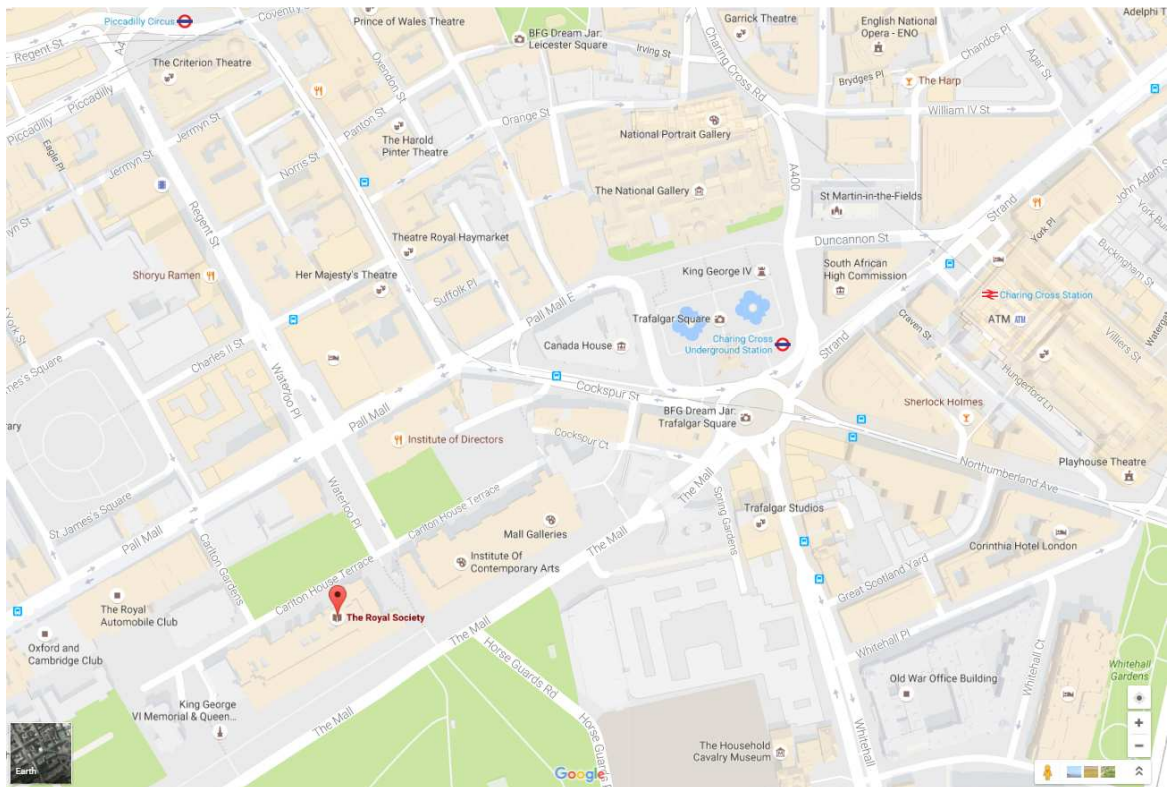 Piccadilly Circus
Coventry
Prince of Wales Theatre
Garrick Theatre
English National
Opera - ENO
Adelphi T
Regent St
A4
BFG Dream Jar:
Leicester Square
Chandos Pl
Agar St
Irving St
Charing Cross Rd
The Criterion Theatre
Oxendon St
Brydges Pl
The Harp
Piccadilly
Piccadilly
Jermyn St
Panton St
Orange St
William IV St
Eagle Pl
Jermyn St
Norris St
The Harold
Pinter Theatre
National Portrait Gallery
A400
John Adam S
The National Gallery
St Martin-in-the-Fields
Strand
York Pl
York Bu
Regent St
Theatre Royal Haymarket
Duncannon St
Buckingham St
Shoryu Ramen
Her Majesty's Theatre
King George IV
South African
High Commission
Suffolk Pl
Pall Mall E
Charing Cross Station
Trafalgar Square
ATM
ATM
Craven St
Waterga
York St
Canada House
Charing Cross
Underground Station
Strand
Villiers St
Charles II St
Waterloo Pl
Hungerford Ln
Cockspur St
Sherlock Holmes
BFG Dream Jar:
Trafalgar Square
Pall Mall
Institute of Directors
Cockspur Ct
Northumberland Ave
Playhouse Theatre
The Mall
St James's Square
Waterloo Pl
Carlton House Terrace
Spring Gardens
Trafalgar Studios
Pall Mall
Mall Galleries
The Mall
Corinthia Hotel London
Carlton Gardens
Institute Of
Contemporary Arts
Great Scotland Yard
Carlton House Terrace
The Royal
Automobile Club
The Royal Society
The Mall
Whitehall Pl
Oxford and
Cambridge Club
Horse Guards Rd
Whitehall Ct
Whitehall
Gardens
Old War Office Building
King George
VI Memorial & Queen...
The Mall
Horse Guards
Whitehall
The Household
Cavalry Museum
Earth
Google